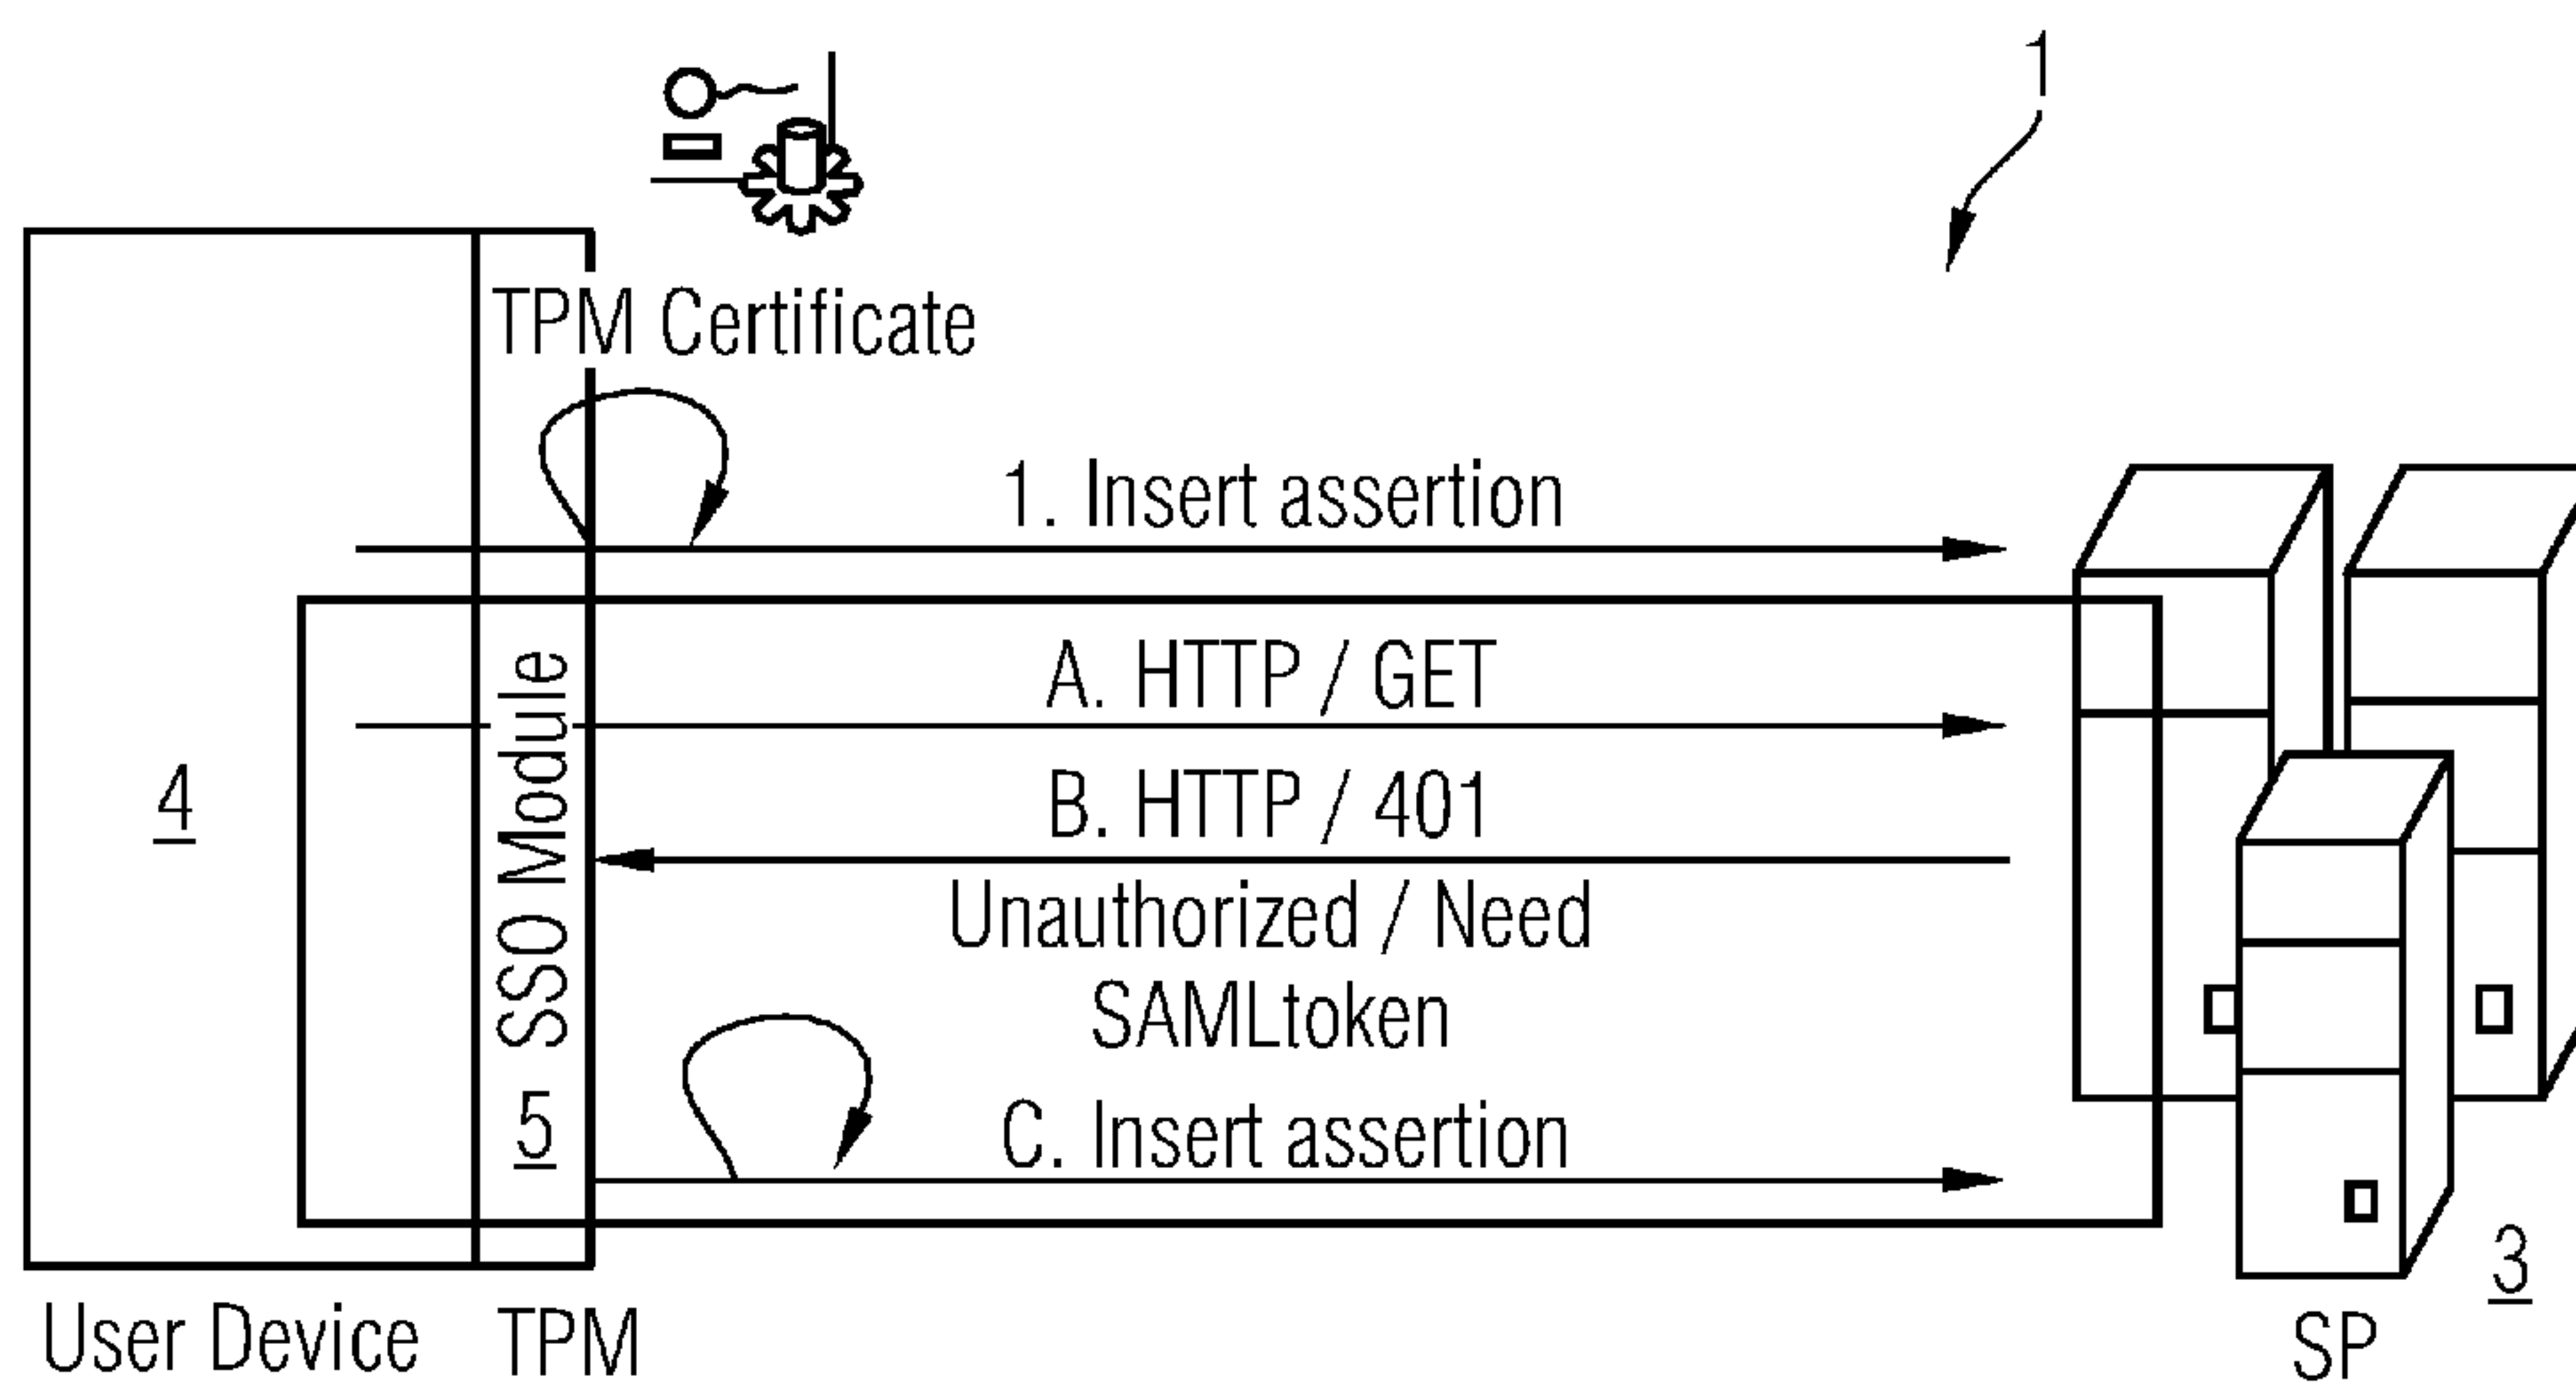 1
TPM Certificate
1. Insert assertion
A. HTTP / GET
4
SSO Module
5
B. HTTP / 401
Unauthorized / Need
SAMLtoken
C. Insert assertion
3
User Device
TPM
SP